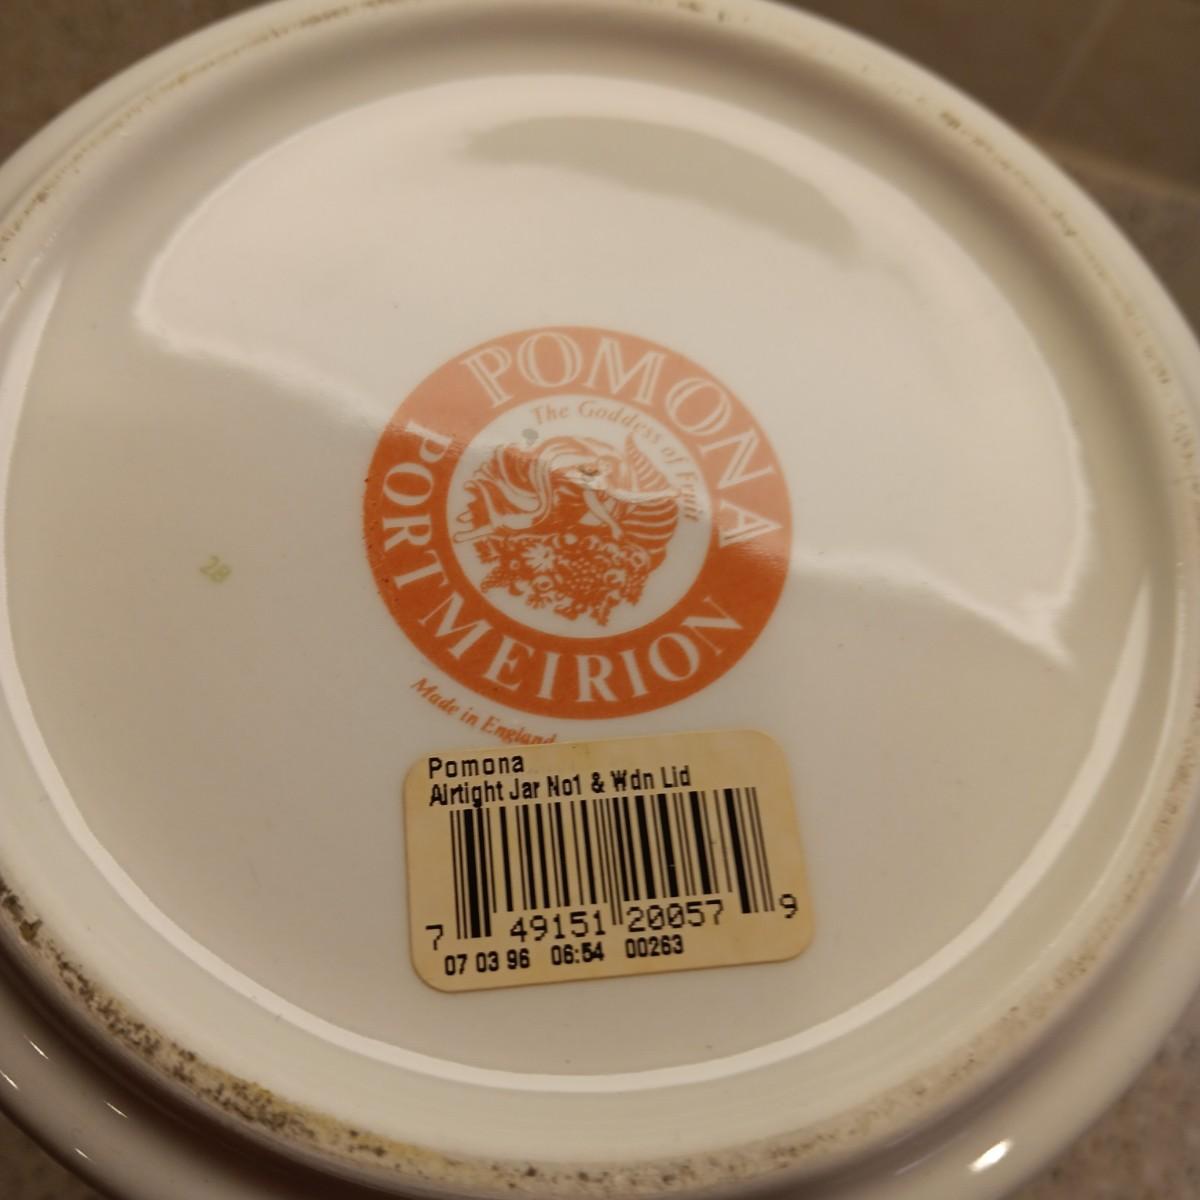 POMONA
The Goddess of Fruit
PORTMEIRION
Made in England
28
Pomona
Airtight Jar No1 & Wdn Lid
7 49151 20057 9
07 03 96 06:54 00263